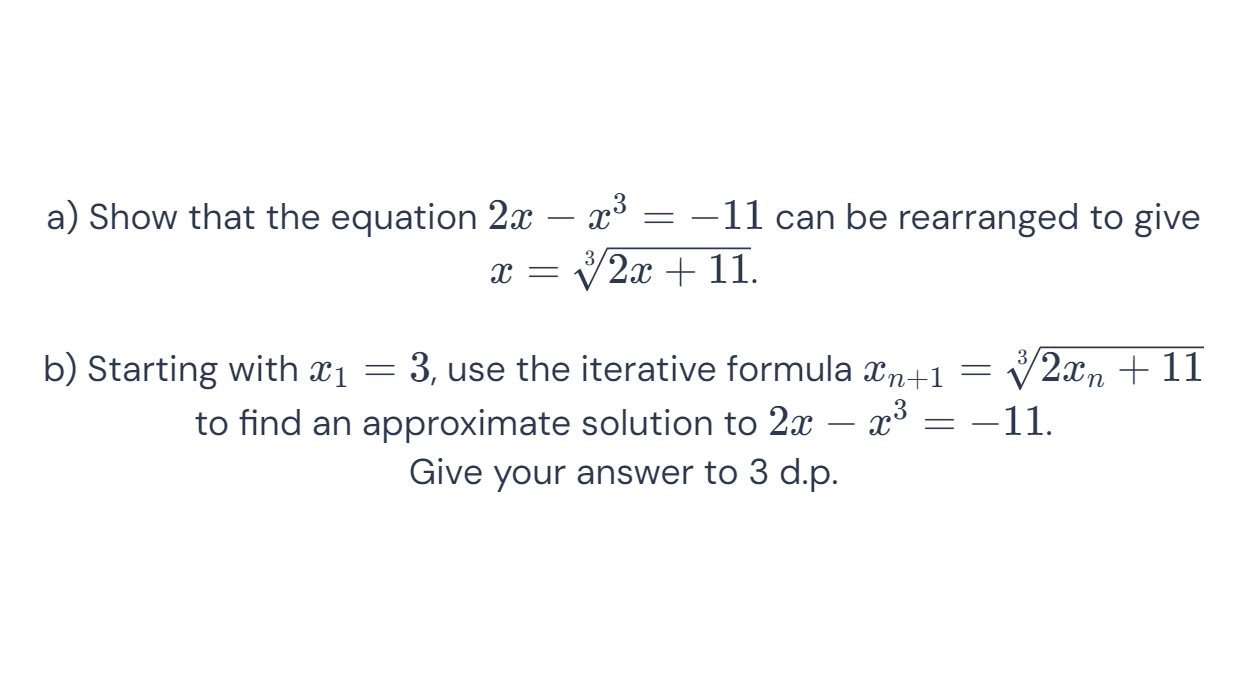 a) Show that the equation 2x − x³ = −11 can be rearranged to give
x = ∛(2x + 11).
b) Starting with x₁ = 3, use the iterative formula xₙ₊₁ = ∛(2xₙ + 11)
to find an approximate solution to 2x − x³ = −11.
Give your answer to 3 d.p.